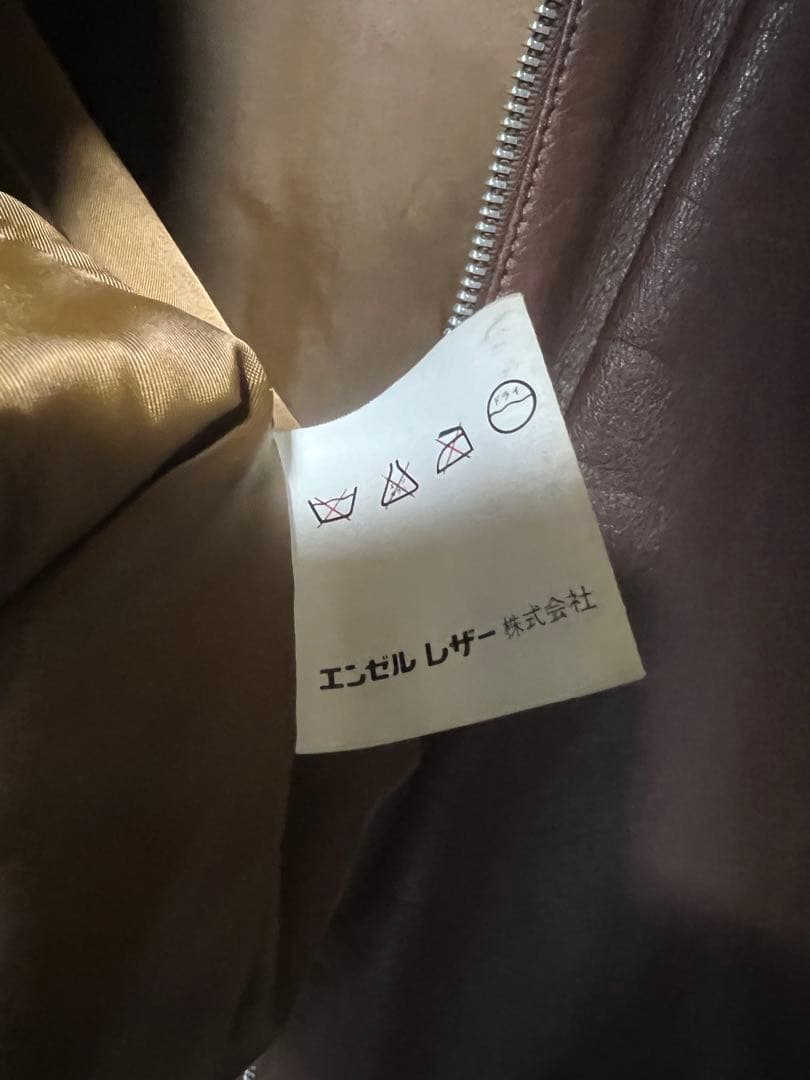 ドライ
エンゼル レザー 株式会社